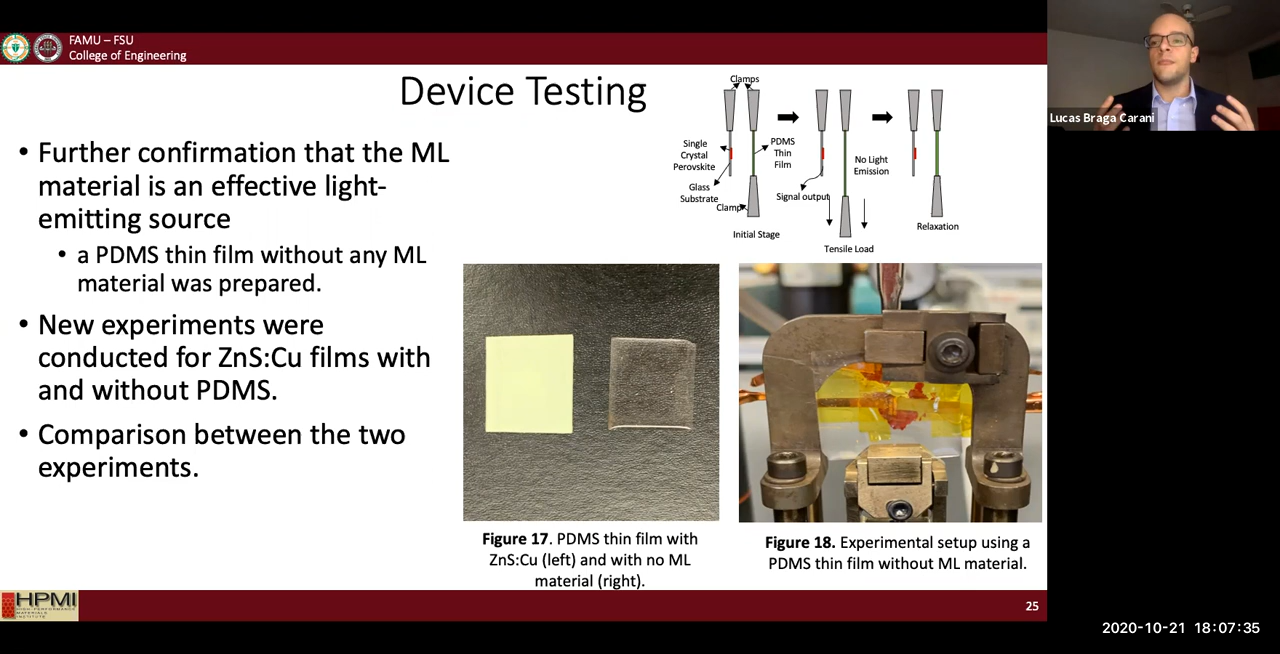 FAMU – FSU
College of Engineering
Device Testing
• Further confirmation that the ML
material is an effective light-
emitting source
• a PDMS thin film without any ML
material was prepared.
• New experiments were
conducted for ZnS:Cu films with
and without PDMS.
• Comparison between the two
experiments.
Clamps
Single
Crystal
Perovskite
PDMS
Thin
Film
Glass
Substrate
Clamp
Initial Stage
Signal output
No Light
Emission
Tensile Load
Relaxation
Figure 17. PDMS thin film with
ZnS:Cu (left) and with no ML
material (right).
Figure 18. Experimental setup using a
PDMS thin film without ML material.
HPMI
HIGH-PERFORMANCE
MATERIALS
INSTITUTE
25
Lucas Braga Carani
2020-10-21 18:07:35